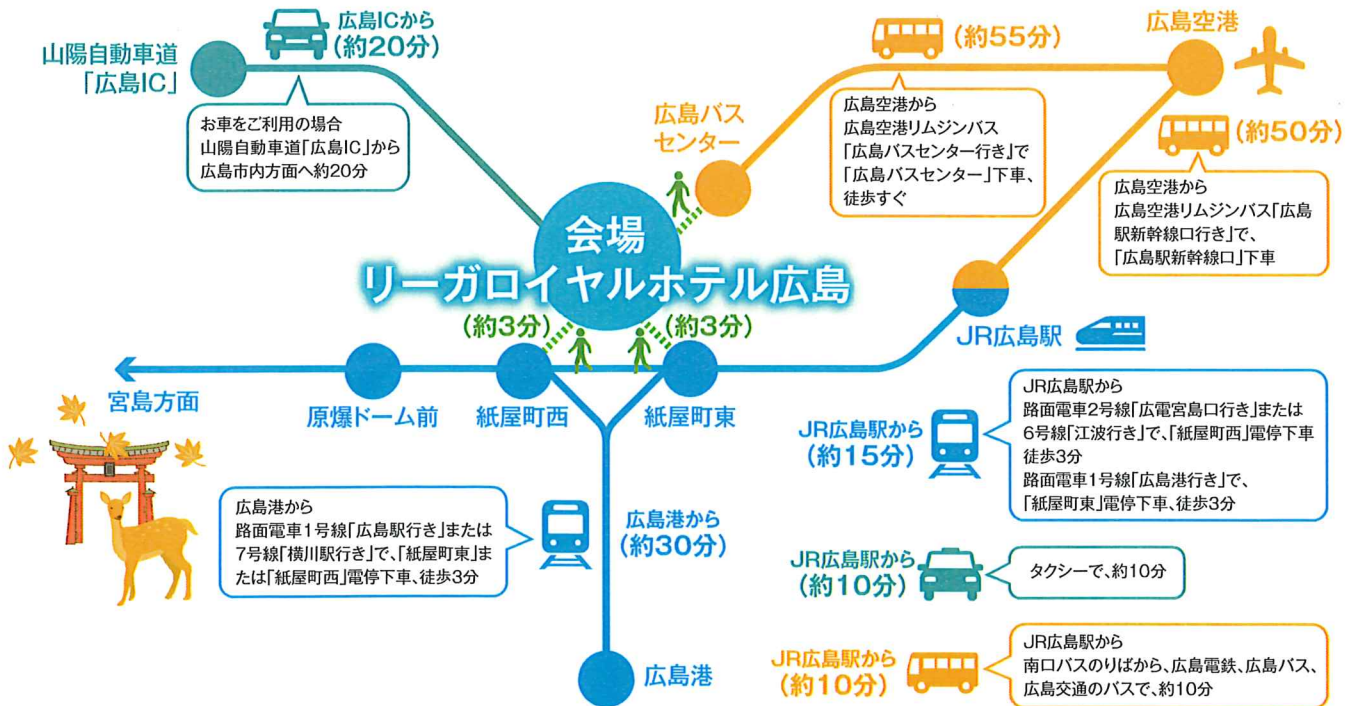 山陽自動車道
「広島IC」
広島ICから
(約20分)
お車をご利用の場合
山陽自動車道「広島IC」から
広島市内方面へ約20分
広島バス
センター
(約55分)
広島空港
広島空港から
広島空港リムジンバス
「広島バスセンター行き」で
「広島バスセンター」下車、
徒歩すぐ
(約50分)
広島空港から
広島空港リムジンバス「広島
駅新幹線口行き」で、
「広島駅新幹線口」下車
会場
リーガロイヤルホテル広島
(約3分)
(約3分)
JR広島駅
宮島方面
原爆ドーム前
紙屋町西
紙屋町東
JR広島駅から
(約15分)
JR広島駅から
路面電車2号線「広電宮島口行き」または
6号線「江波行き」で、「紙屋町西」電停下車
徒歩3分
路面電車1号線「広島港行き」で、
「紙屋町東」電停下車、徒歩3分
広島港から
路面電車1号線「広島駅行き」または
7号線「横川駅行き」で、「紙屋町東」ま
たは「紙屋町西」電停下車、徒歩3分
広島港から
(約30分)
JR広島駅から
(約10分)
タクシーで、約10分
広島港
JR広島駅から
(約10分)
JR広島駅から
南口バスのりばから、広島電鉄、広島バス、
広島交通のバスで、約10分